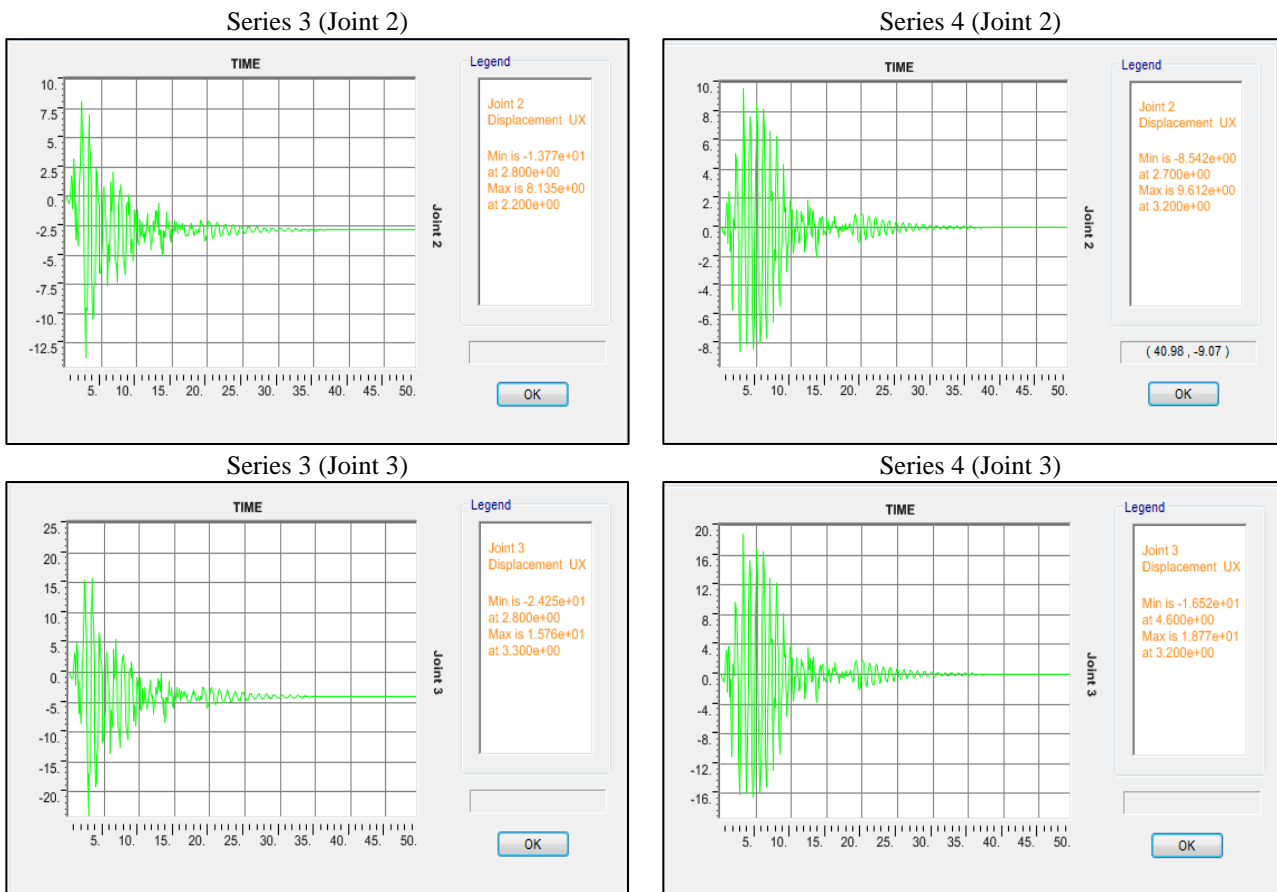 Series 3 (Joint 2)
TIME
10.
7.5
5.
2.5
0.
-2.5
-5.
-7.5
-10.
-12.5
5. 10. 15. 20. 25. 30. 35. 40. 45. 50.
Joint 2
Legend
Joint 2
Displacement UX
Min is -1.377e+01
at 2.800e+00
Max is 8.135e+00
at 2.200e+00
OK
Series 4 (Joint 2)
TIME
10.
8.
6.
4.
2.
0.
-2.
-4.
-6.
-8.
5. 10. 15. 20. 25. 30. 35. 40. 45. 50.
Joint 2
Legend
Joint 2
Displacement UX
Min is -8.542e+00
at 2.700e+00
Max is 9.612e+00
at 3.200e+00
( 40.98 , -9.07 )
OK
Series 3 (Joint 3)
TIME
25.
20.
15.
10.
5.
0.
-5.
-10.
-15.
-20.
5. 10. 15. 20. 25. 30. 35. 40. 45. 50.
Joint 3
Legend
Joint 3
Displacement UX
Min is -2.425e+01
at 2.800e+00
Max is 1.576e+01
at 3.300e+00
OK
Series 4 (Joint 3)
TIME
20.
16.
12.
8.
4.
0.
-4.
-8.
-12.
-16.
5. 10. 15. 20. 25. 30. 35. 40. 45. 50.
Joint 3
Legend
Joint 3
Displacement UX
Min is -1.652e+01
at 4.600e+00
Max is 1.877e+01
at 3.200e+00
OK